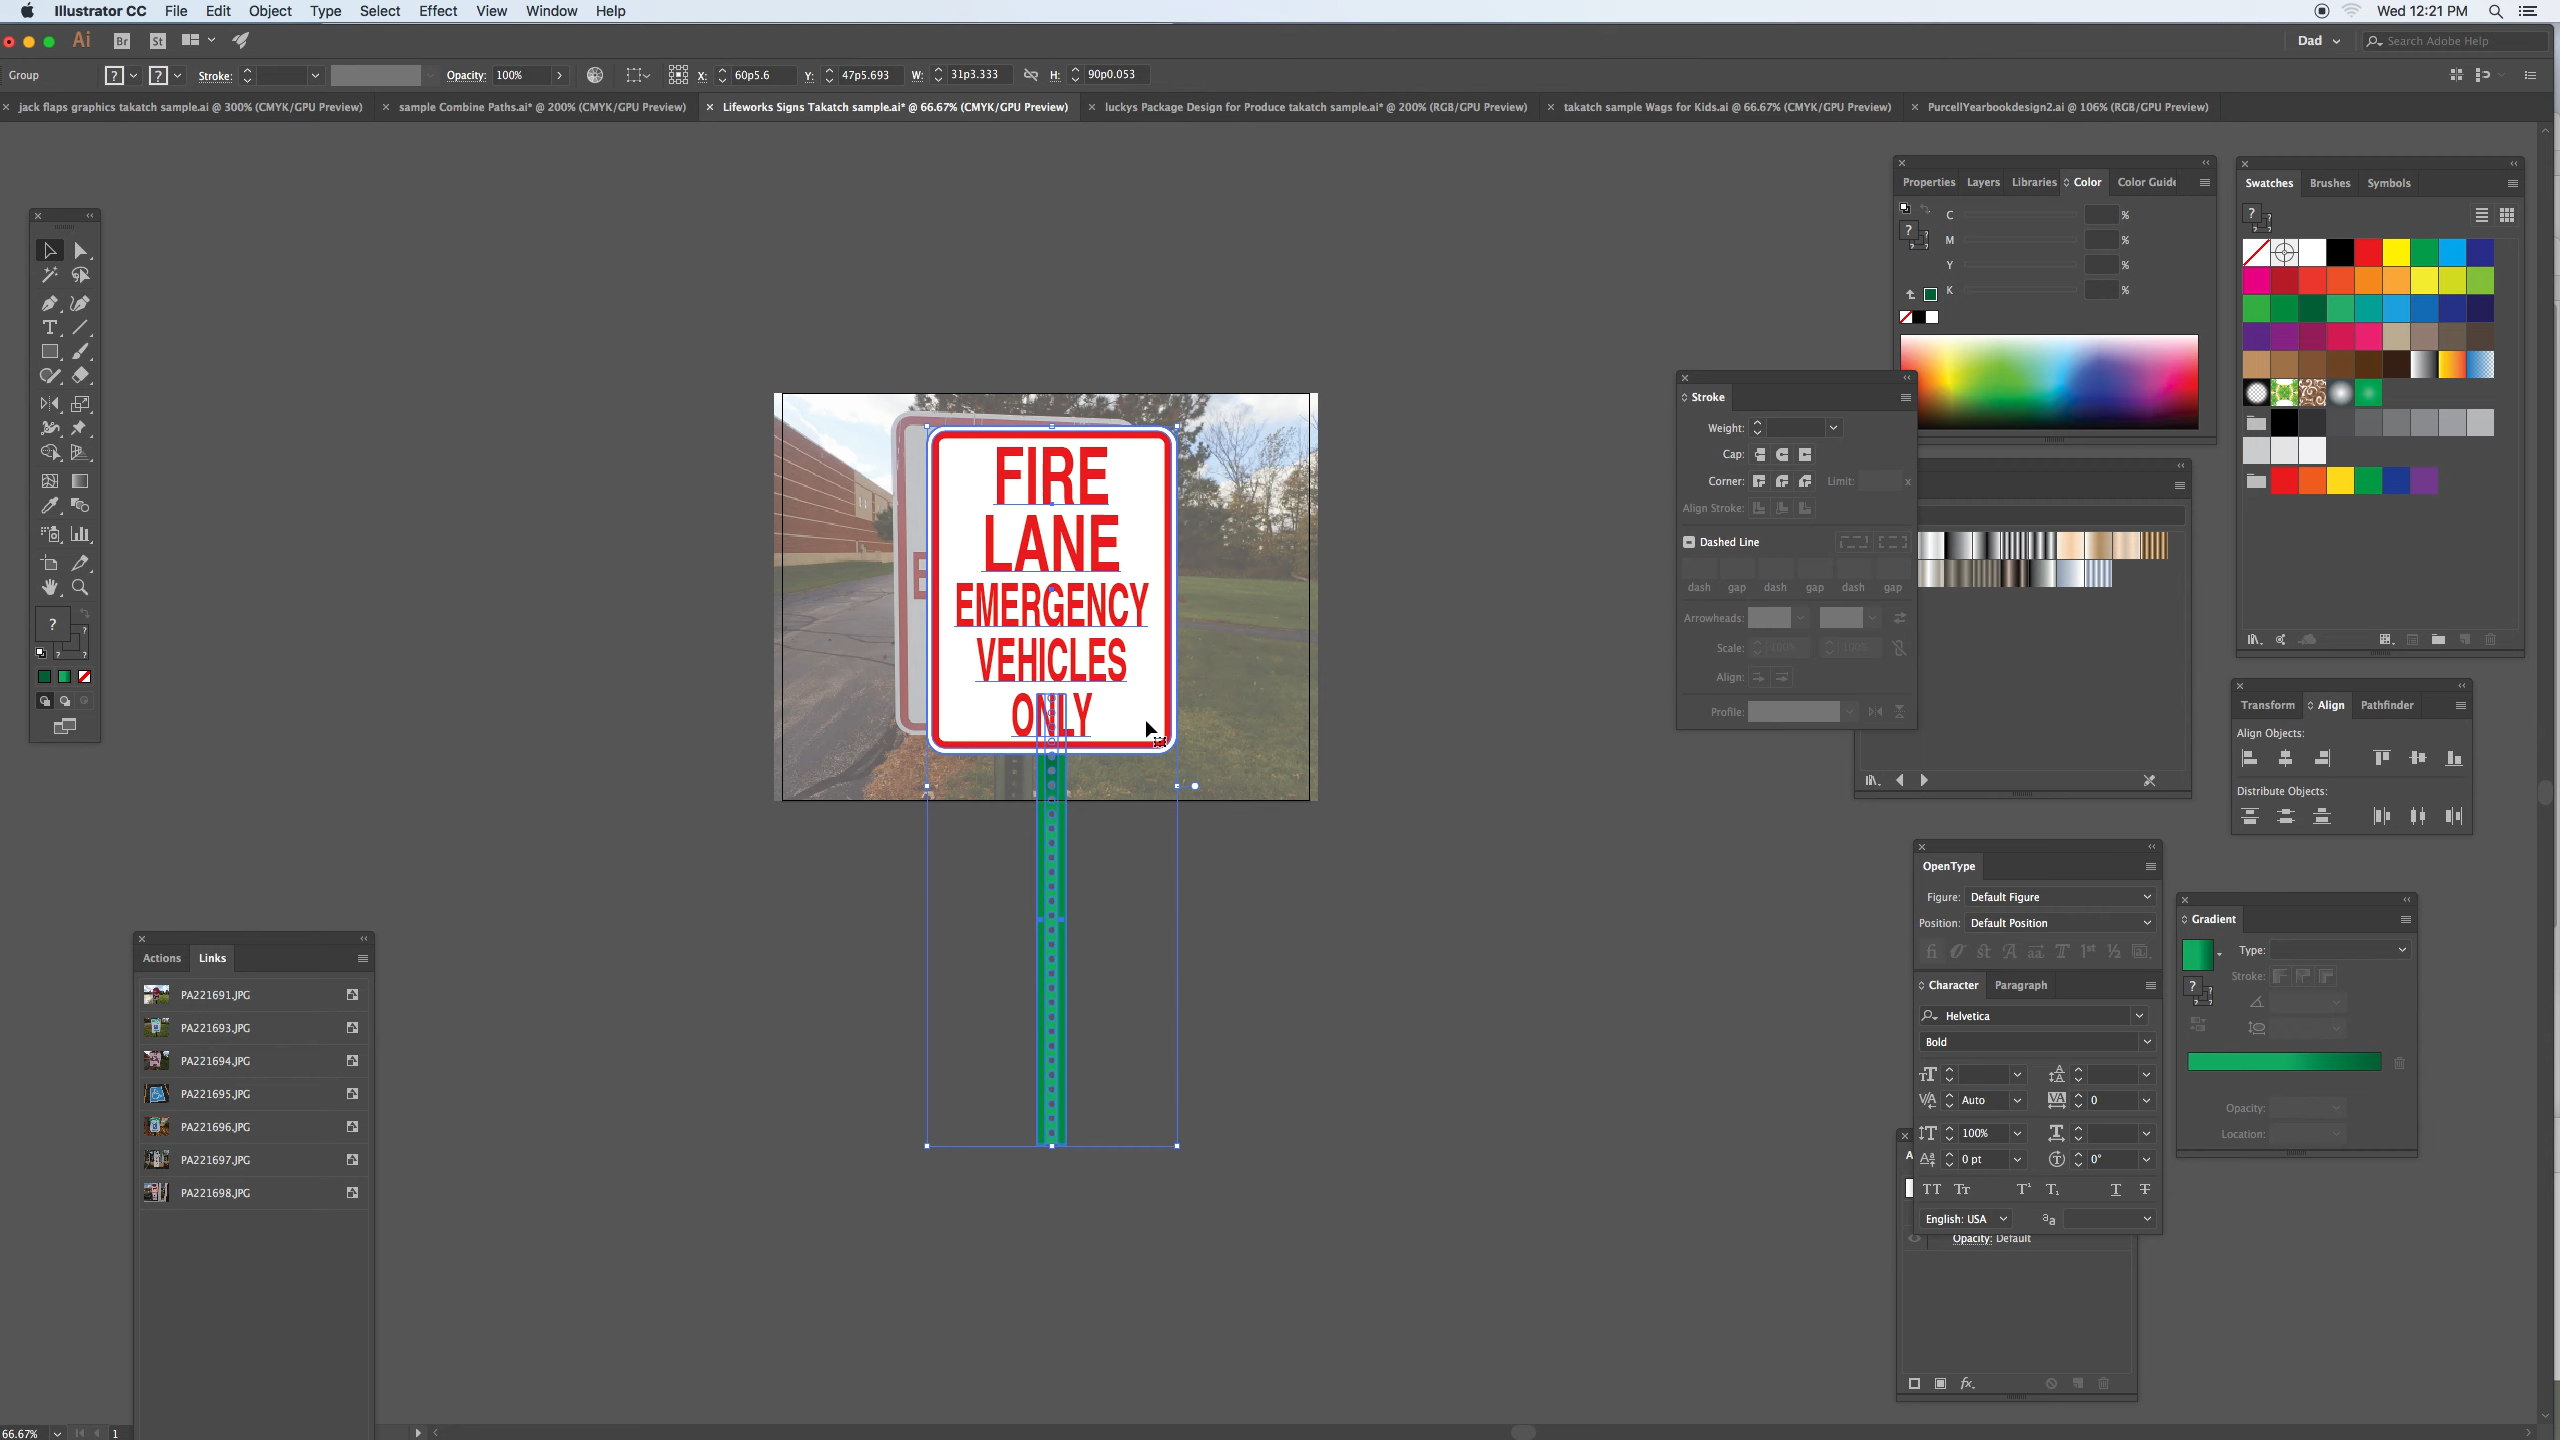 Illustrator CC File Edit Object Type Select Effect View Window Help
Wed 12:21 PM
Ai Br St
Dad Search Adobe Help
Group ? ? Stroke: Opacity: 100% X: 60p5.6 Y: 47p5.693 W: 31p3.333 H: 90p0.053
jack flaps graphics takatch sample.ai @ 300% (CMYK/GPU Preview)
sample Combine Paths.ai* @ 200% (CMYK/GPU Preview)
Lifeworks Signs Takatch sample.ai* @ 66.67% (CMYK/GPU Preview)
luckys Package Design for Produce takatch sample.ai* @ 200% (RGB/GPU Preview)
takatch sample Wags for Kids.ai @ 66.67% (CMYK/GPU Preview)
PurcellYearbookdesign2.ai @ 106% (RGB/GPU Preview)
FIRE
LANE
EMERGENCY
VEHICLES
ONLY
Actions Links
PA221691.JPG
PA221693.JPG
PA221694.JPG
PA221695.JPG
PA221696.JPG
PA221697.JPG
PA221698.JPG
Properties Layers Libraries Color Color Guide
C %
M %
Y %
K %
Swatches Brushes Symbols
Stroke
Weight:
Cap:
Corner: Limit: x
Align Stroke:
Dashed Line
dash gap dash gap dash gap
Arrowheads:
Scale: 100% 100%
Align:
Profile:
Transform Align Pathfinder
Align Objects:
Distribute Objects:
OpenType
Figure: Default Figure
Position: Default Position
Character Paragraph
Helvetica
Bold
Auto 0
100%
0 pt 0°
English: USA
Opacity: Default
Gradient
Type:
Stroke:
Opacity:
Location:
66.67% 1